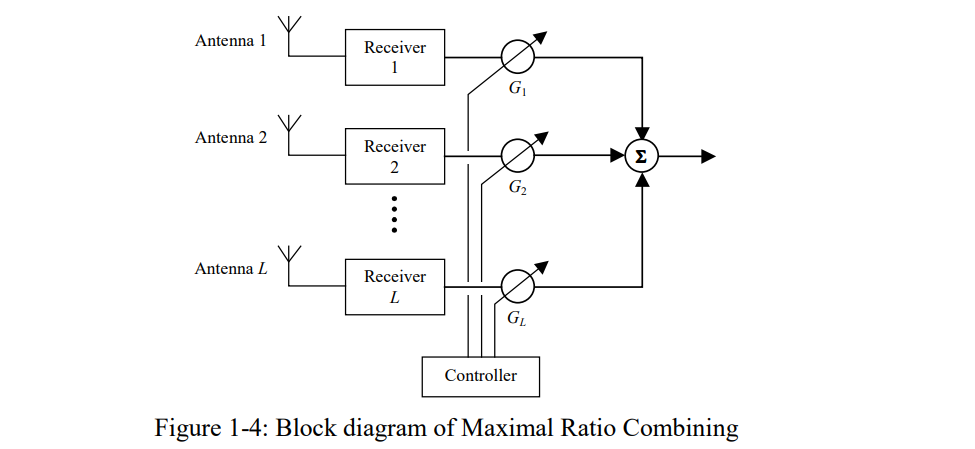 Antenna 1
Receiver
1
G1
Antenna 2
Receiver
2
G2
Σ
Antenna L
Receiver
L
GL
Controller
Figure 1-4: Block diagram of Maximal Ratio Combining